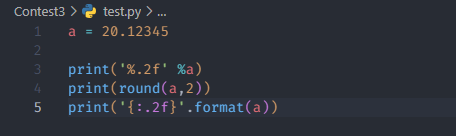 Contest3 > test.py > ...
1 a = 20.12345
2
3 print('%.2f' %a)
4 print(round(a,2))
5 print('{:.2f}'.format(a))